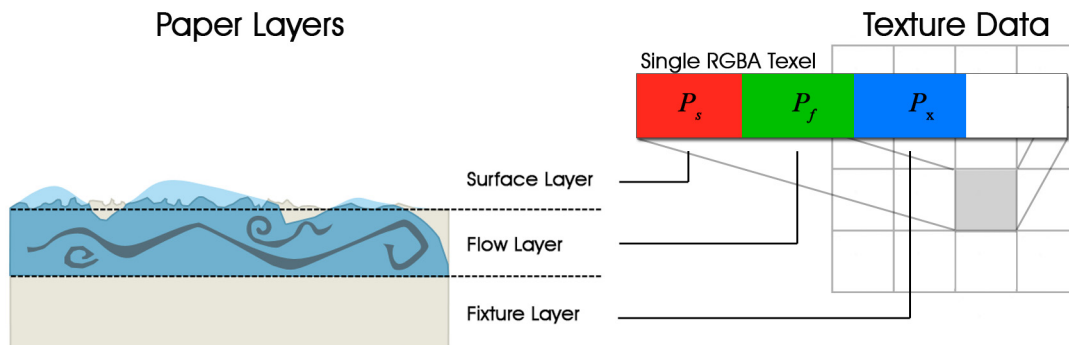 Paper Layers
Texture Data
Single RGBA Texel
P_s P_f P_x
Surface Layer
Flow Layer
Fixture Layer